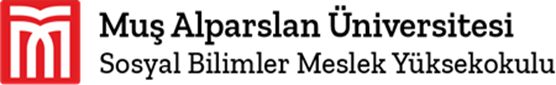 Muş Alparslan Üniversitesi
Sosyal Bilimler Meslek Yüksekokulu